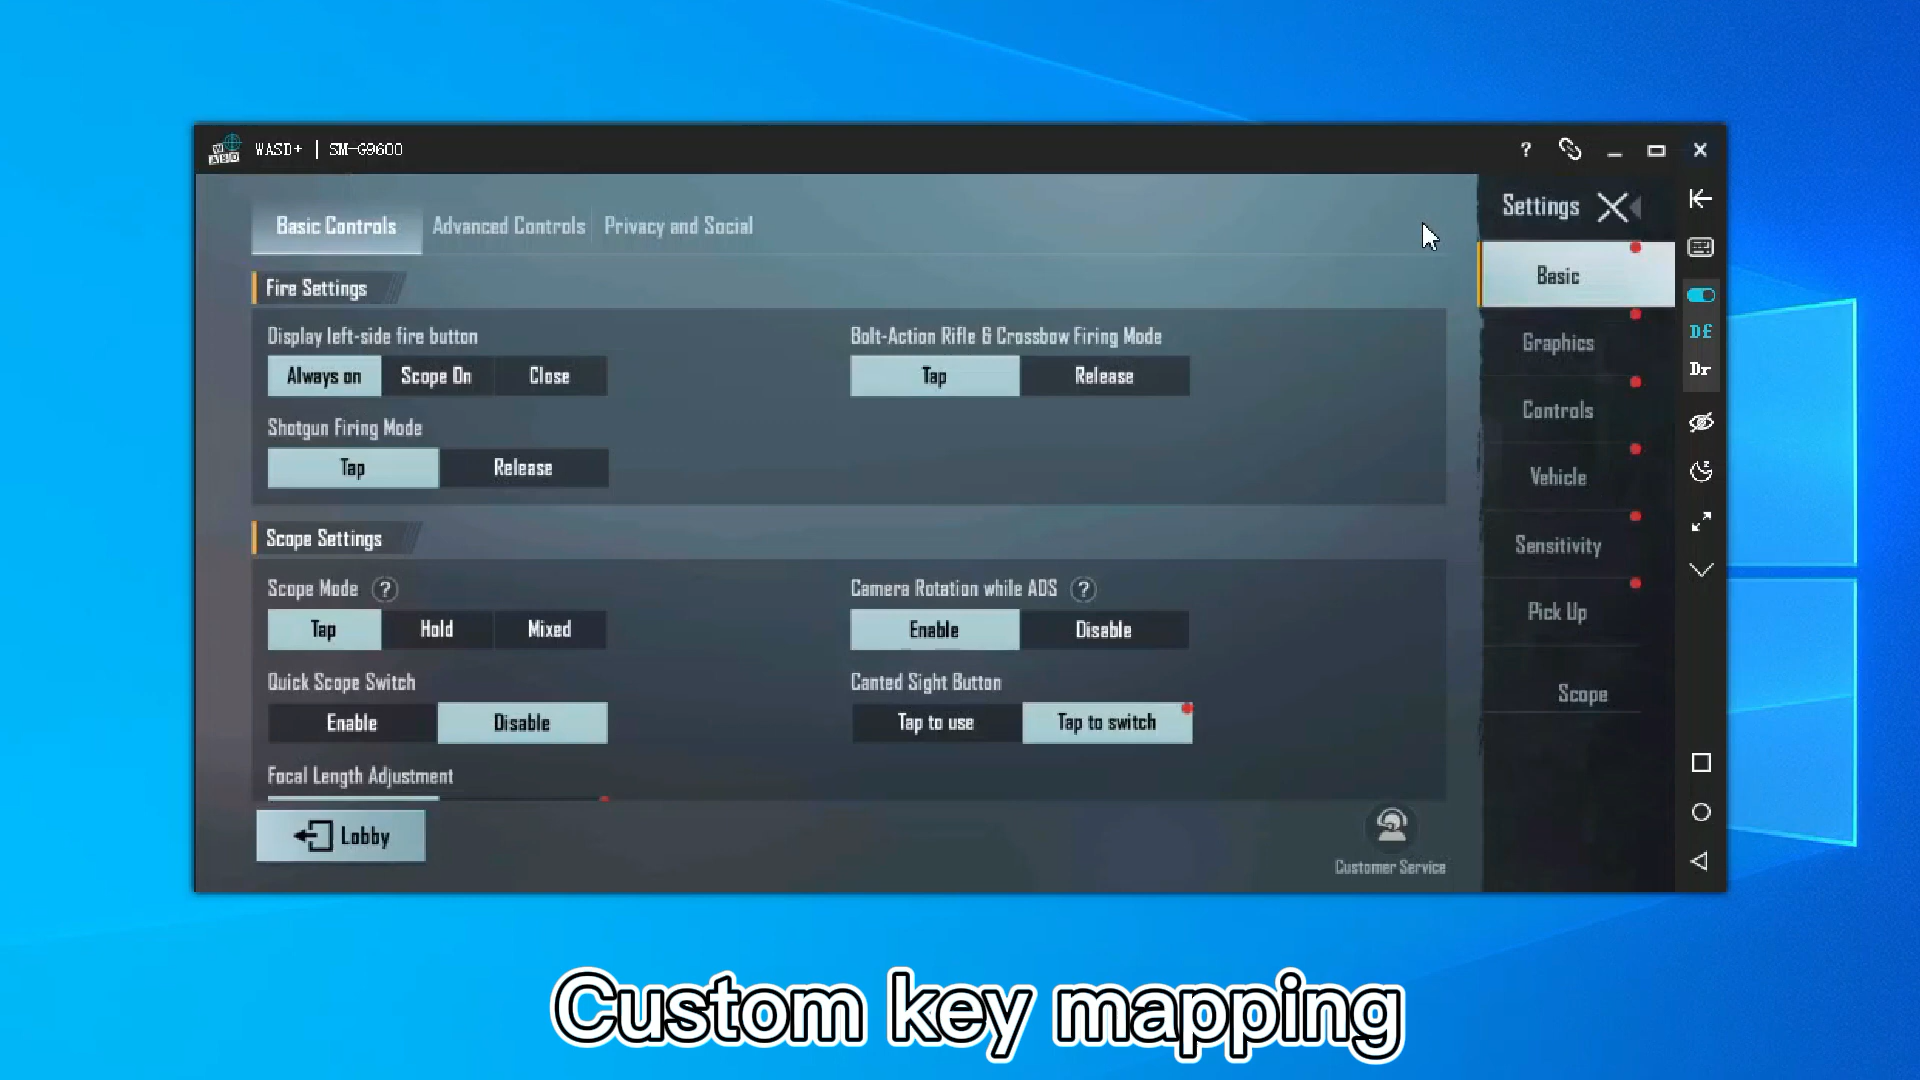 WASD+ | SM-G9600
?
Basic Controls Advanced Controls Privacy and Social
Settings
Fire Settings
Display left-side fire button
Always on Scope On Close
Bolt-Action Rifle & Crossbow Firing Mode
Tap Release
Shotgun Firing Mode
Tap Release
Scope Settings
Scope Mode ?
Tap Hold Mixed
Camera Rotation while ADS ?
Enable Disable
Quick Scope Switch
Enable Disable
Canted Sight Button
Tap to use Tap to switch
Focal Length Adjustment
Lobby
Customer Service
Basic
Graphics
Controls
Vehicle
Sensitivity
Pick Up
Scope
Df
Dr
Custom key mapping